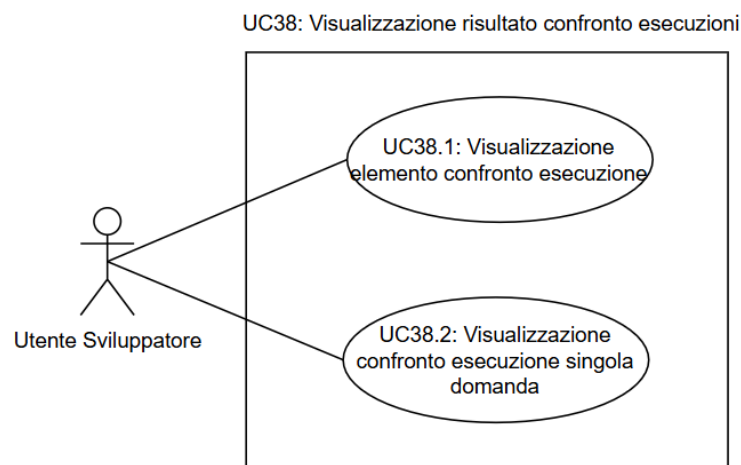 UC38: Visualizzazione risultato confronto esecuzioni
UC38.1: Visualizzazione
elemento confronto esecuzione
Utente Sviluppatore
UC38.2: Visualizzazione
confronto esecuzione singola
domanda